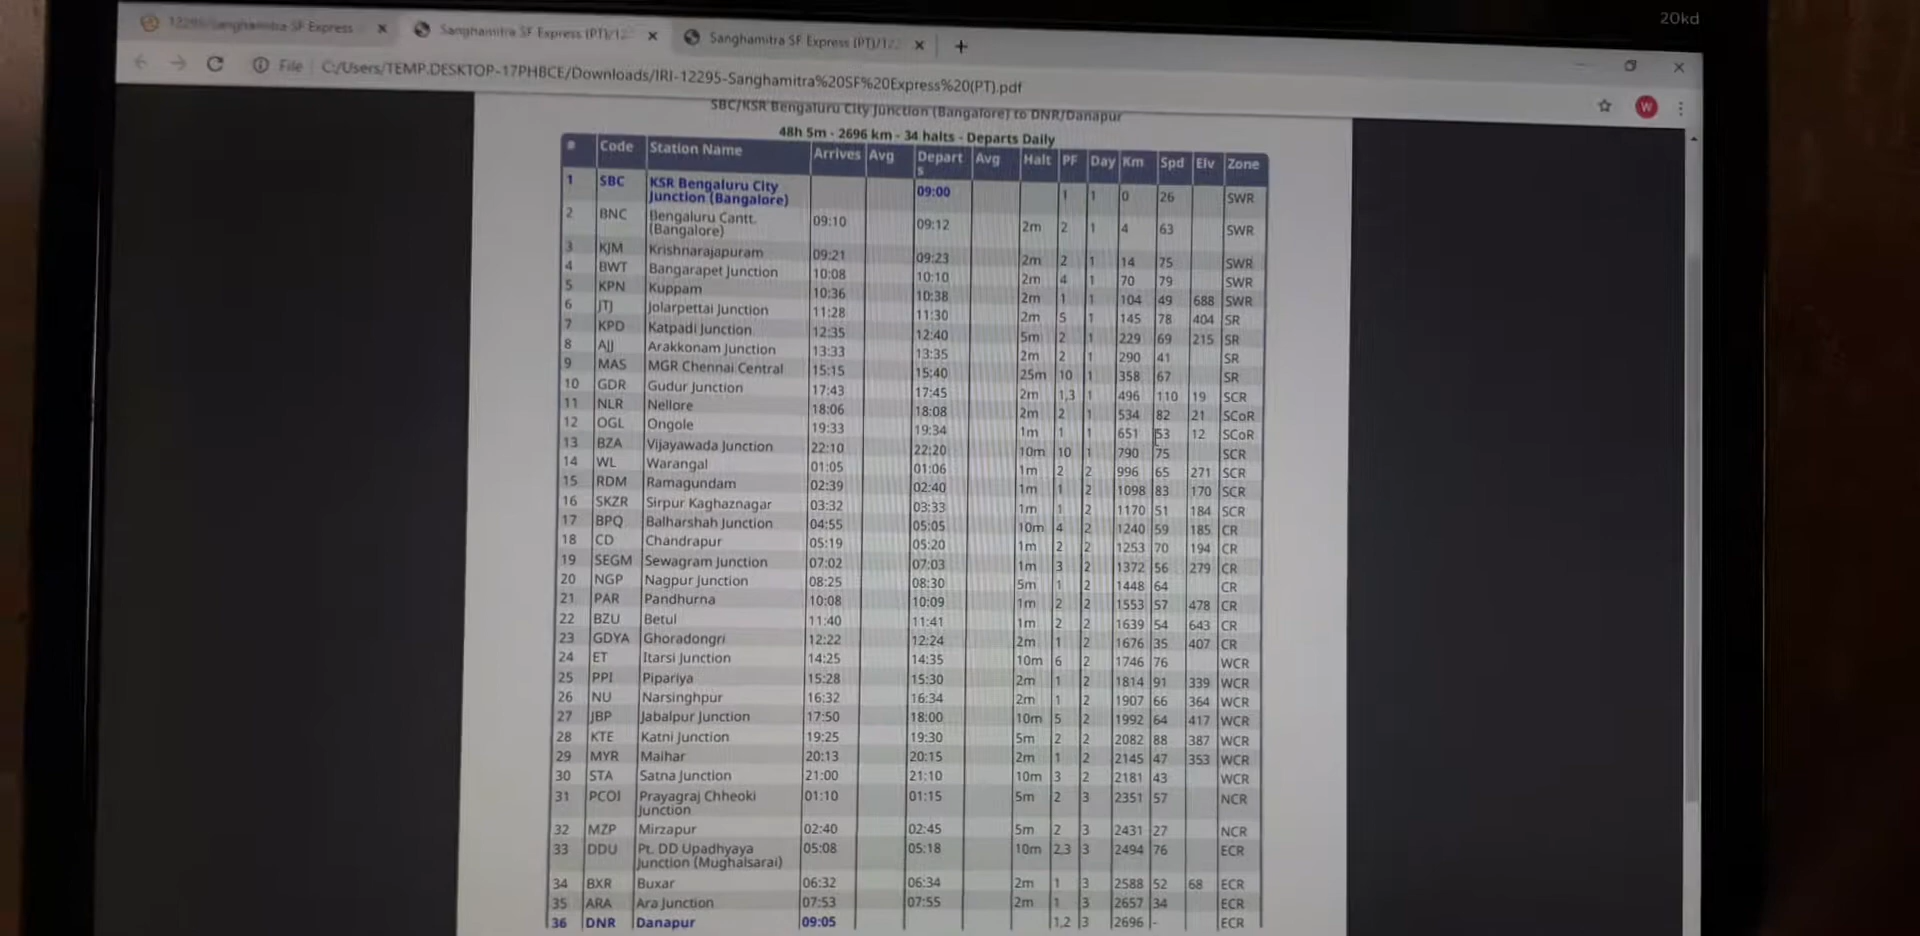 20kd
12295/Sanghamitra SF Express
Sanghamitra SF Express (PT)/12
Sanghamitra SF Express (PT)/122
File | C:/Users/TEMP.DESKTOP-17PH8CE/Downloads/IRI-12295-Sanghamitra%20SF%20Express%20(PT).pdf
W
SBC/KSR Bengaluru City Junction (Bangalore) to DNR/Danapur
48h 5m - 2696 km - 34 halts - Departs Daily
# Code Station Name Arrives Avg Depart Avg Halt PF Day Km Spd Elv Zone
s
1 SBC KSR Bengaluru City 09:00 1 1 0 26 SWR
Junction (Bangalore)
2 BNC Bengaluru Cantt. 09:10 09:12 2m 2 1 4 63 SWR
(Bangalore)
3 KJM Krishnarajapuram 09:21 09:23 2m 2 1 14 75 SWR
4 BWT Bangarapet Junction 10:08 10:10 2m 4 1 70 79 SWR
5 KPN Kuppam 10:36 10:38 2m 1 1 104 49 688 SWR
6 JTJ Jolarpettai Junction 11:28 11:30 2m 5 1 145 78 404 SR
7 KPD Katpadi Junction 12:35 12:40 5m 2 1 229 69 215 SR
8 AJJ Arakkonam Junction 13:33 13:35 2m 2 1 290 41 SR
9 MAS MGR Chennai Central 15:15 15:40 25m 10 1 358 67 SR
10 GDR Gudur Junction 17:43 17:45 2m 1,3 1 496 110 19 SCR
11 NLR Nellore 18:06 18:08 2m 2 1 534 82 21 SCoR
12 OGL Ongole 19:33 19:34 1m 1 1 651 53 12 SCoR
13 BZA Vijayawada Junction 22:10 22:20 10m 10 1 790 75 SCR
14 WL Warangal 01:05 01:06 1m 2 2 996 65 271 SCR
15 RDM Ramagundam 02:39 02:40 1m 1 2 1098 83 170 SCR
16 SKZR Sirpur Kaghaznagar 03:32 03:33 1m 1 2 1170 51 184 SCR
17 BPQ Balharshah Junction 04:55 05:05 10m 4 2 1240 59 185 CR
18 CD Chandrapur 05:19 05:20 1m 2 2 1253 70 194 CR
19 SEGM Sewagram Junction 07:02 07:03 1m 3 2 1372 56 279 CR
20 NGP Nagpur Junction 08:25 08:30 5m 1 2 1448 64 CR
21 PAR Pandhurna 10:08 10:09 1m 2 2 1553 57 478 CR
22 BZU Betul 11:40 11:41 1m 2 2 1639 54 643 CR
23 GDYA Ghoradongri 12:22 12:24 2m 1 2 1676 35 407 CR
24 ET Itarsi Junction 14:25 14:35 10m 6 2 1746 76 WCR
25 PPI Pipariya 15:28 15:30 2m 1 2 1814 91 339 WCR
26 NU Narsinghpur 16:32 16:34 2m 1 2 1907 66 364 WCR
27 JBP Jabalpur Junction 17:50 18:00 10m 5 2 1992 64 417 WCR
28 KTE Katni Junction 19:25 19:30 5m 2 2 2082 88 387 WCR
29 MYR Maihar 20:13 20:15 2m 1 2 2145 47 353 WCR
30 STA Satna Junction 21:00 21:10 10m 3 2 2181 43 WCR
31 PCOI Prayagraj Chheoki 01:10 01:15 5m 2 3 2351 57 NCR
Junction
32 MZP Mirzapur 02:40 02:45 5m 2 3 2431 27 NCR
33 DDU Pt. DD Upadhyaya 05:08 05:18 10m 2,3 3 2494 76 ECR
Junction (Mughalsarai)
34 BXR Buxar 06:32 06:34 2m 1 3 2588 52 68 ECR
35 ARA Ara Junction 07:53 07:55 2m 1 3 2657 34 ECR
36 DNR Danapur 09:05 1,2 3 2696 - ECR